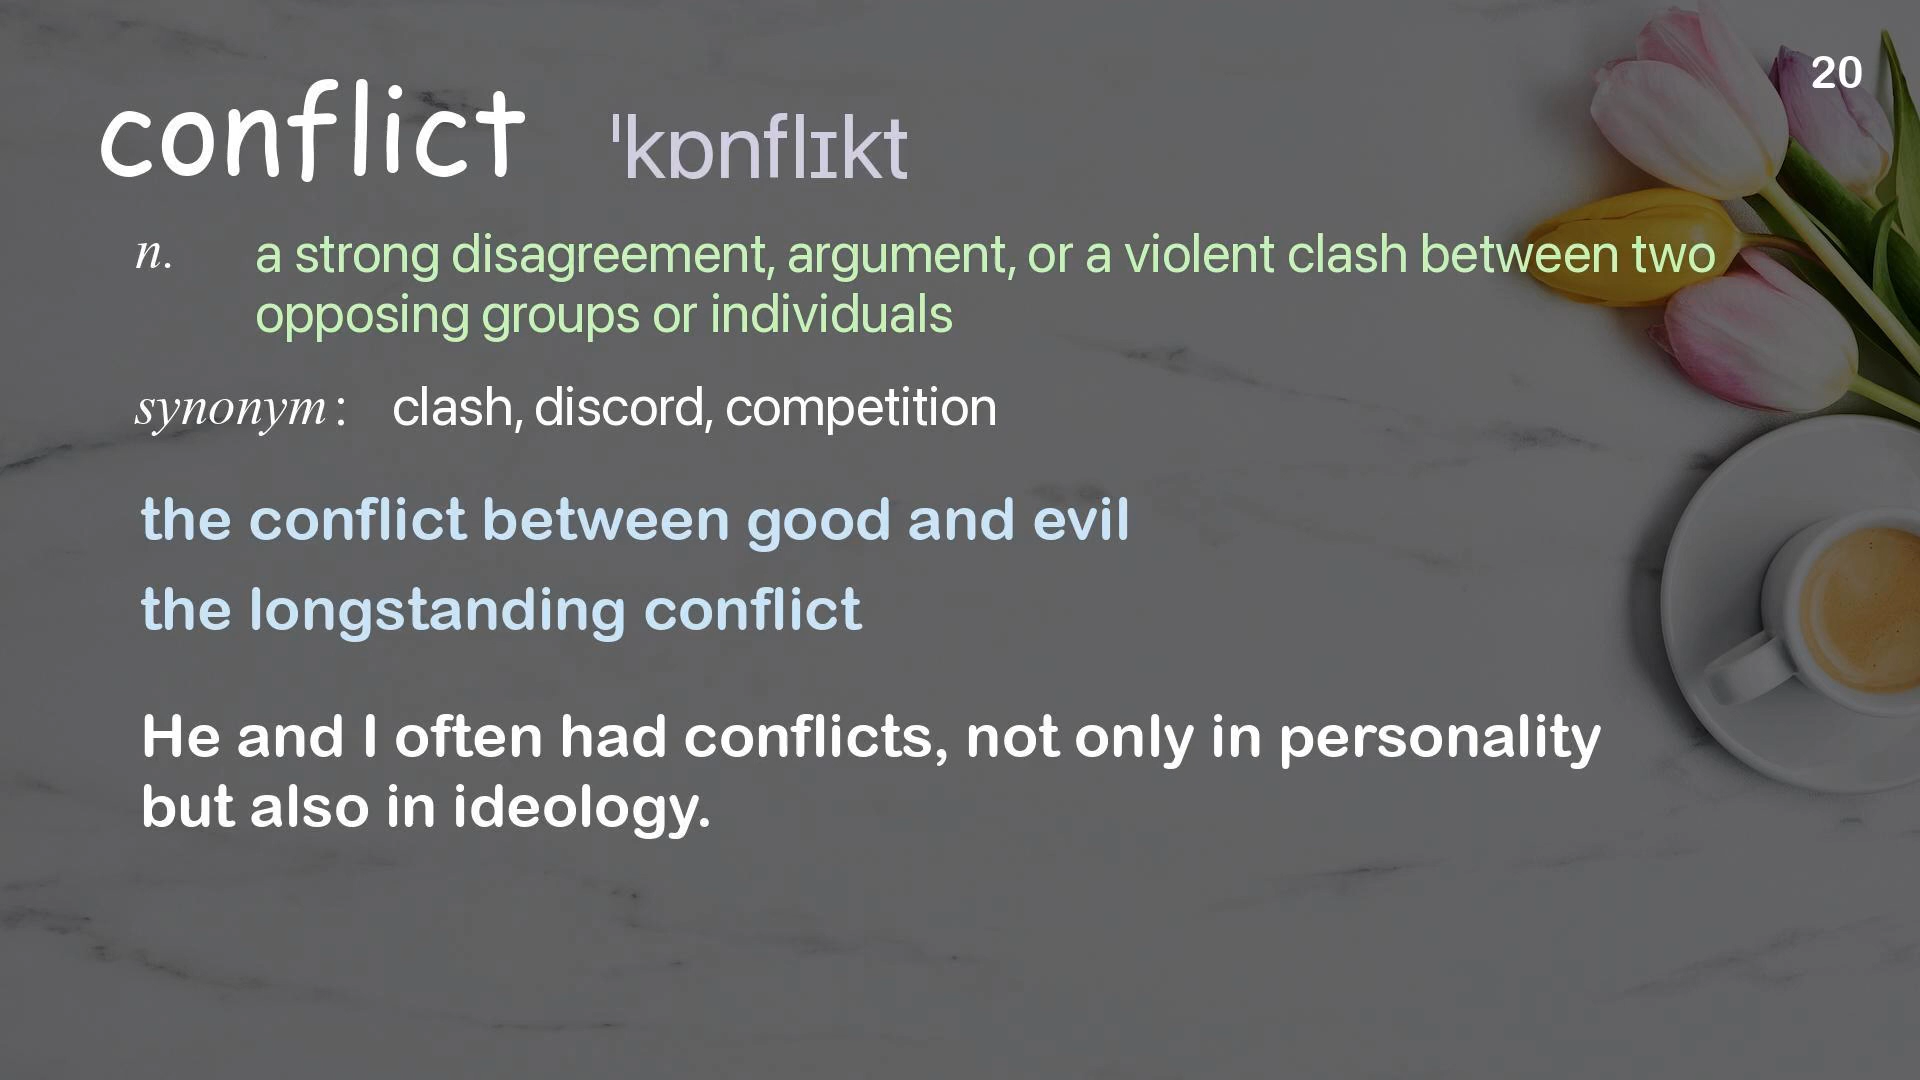 20
conflict ˈkɒnflɪkt
n. a strong disagreement, argument, or a violent clash between two
opposing groups or individuals
synonym: clash, discord, competition
the conflict between good and evil
the longstanding conflict
He and I often had conflicts, not only in personality
but also in ideology.